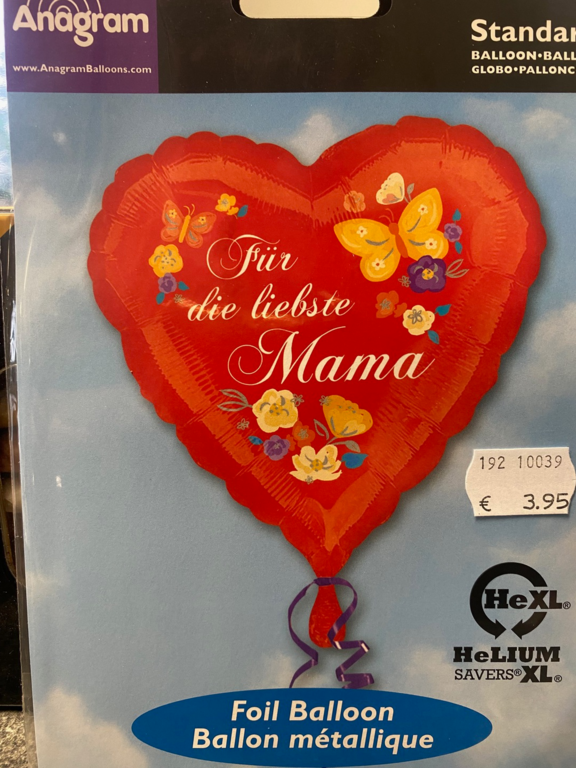 Anagram
www.AnagramBalloons.com
Standar
BALLOON•BALL
GLOBO•PALLONC
Für
die liebste
Mama
192 10039
€ 3.95
HeXL®
HeLIUM
SAVERS®XL®
Foil Balloon
Ballon métallique